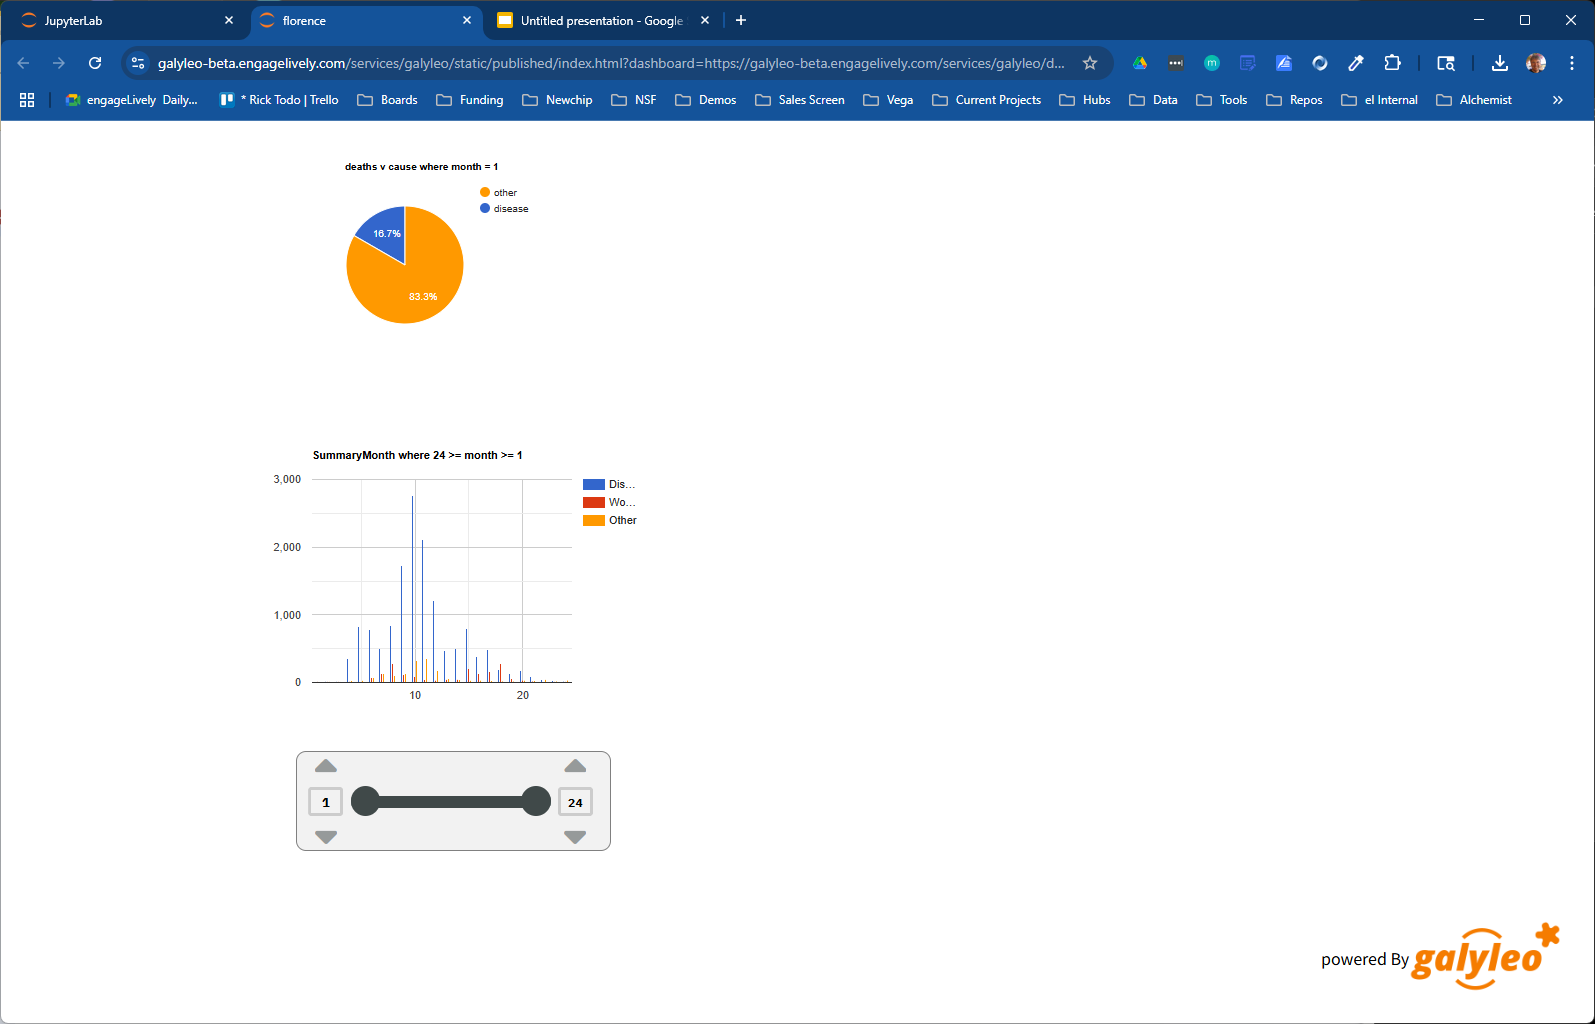 JupyterLab
florence
Untitled presentation - Google
galyleo-beta.engagelively.com/services/galyleo/static/published/index.html?dashboard=https://galyleo-beta.engagelively.com/services/galyleo/d...
engageLively Daily...
* Rick Todo | Trello
Boards
Funding
Newchip
NSF
Demos
Sales Screen
Vega
Current Projects
Hubs
Data
Tools
Repos
el Internal
Alchemist
deaths v cause where month = 1
other
disease
16.7%
83.3%
SummaryMonth where 24 >= month >= 1
3,000
2,000
1,000
0
10
20
Dis...
Wo...
Other
1
24
powered By galyleo